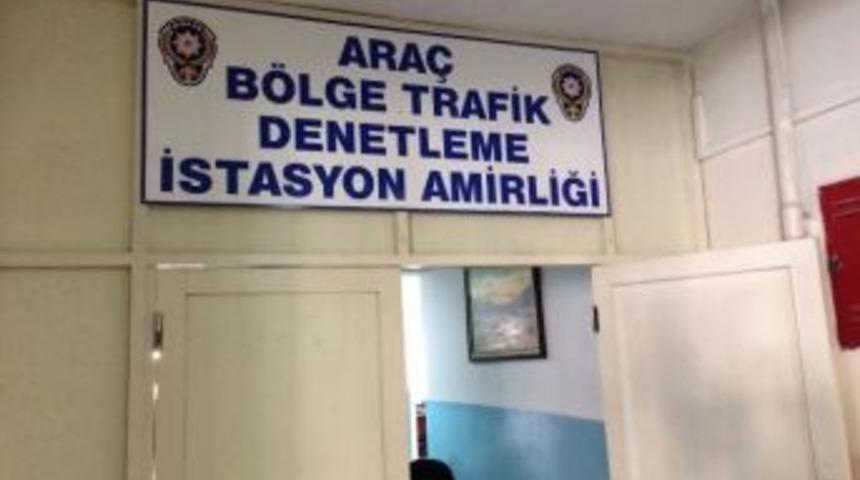 ARAÇ
BÖLGE TRAFİK
DENETLEME
İSTASYON AMİRLİĞİ